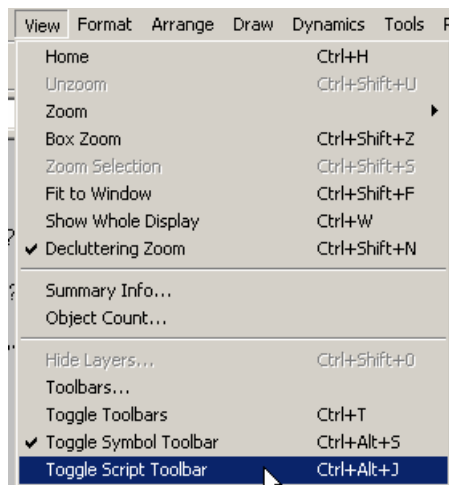 View Format Arrange Draw Dynamics Tools
Home Ctrl+H
Unzoom Ctrl+Shift+U
Zoom
Box Zoom Ctrl+Shift+Z
Zoom Selection Ctrl+Shift+S
Fit to Window Ctrl+Shift+F
Show Whole Display Ctrl+W
Decluttering Zoom Ctrl+Shift+N
Summary Info...
Object Count...
Hide Layers... Ctrl+Shift+0
Toolbars...
Toggle Toolbars Ctrl+T
Toggle Symbol Toolbar Ctrl+Alt+S
Toggle Script Toolbar Ctrl+Alt+J